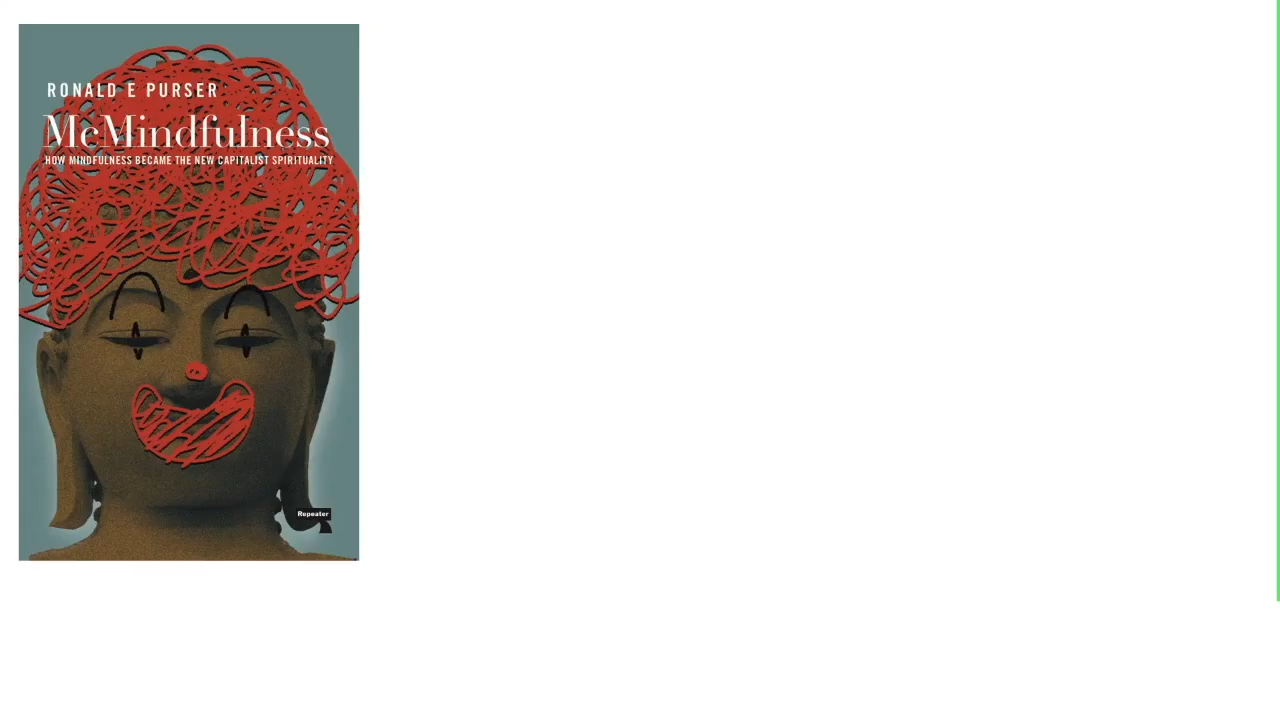 RONALD E PURSER
McMindfulness
HOW MINDFULNESS BECAME THE NEW CAPITALIST SPIRITUALITY
Repeater